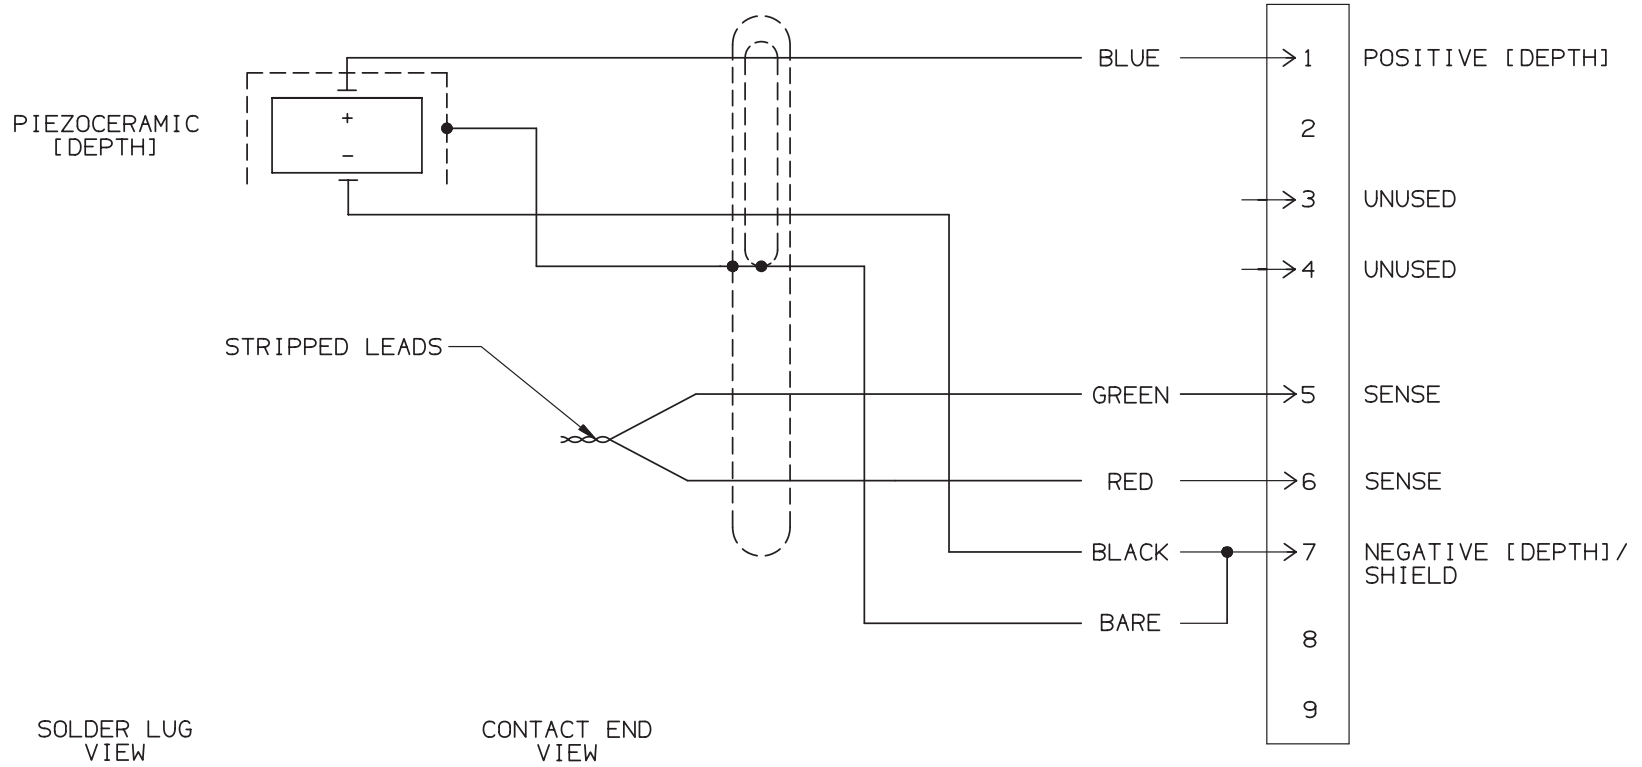 BLUE
1
POSITIVE [DEPTH]
PIEZOCERAMIC
[DEPTH]
+
−
2
3
UNUSED
4
UNUSED
STRIPPED LEADS
GREEN
5
SENSE
RED
6
SENSE
BLACK
7
NEGATIVE [DEPTH]/
SHIELD
BARE
8
9
SOLDER LUG
VIEW
CONTACT END
VIEW